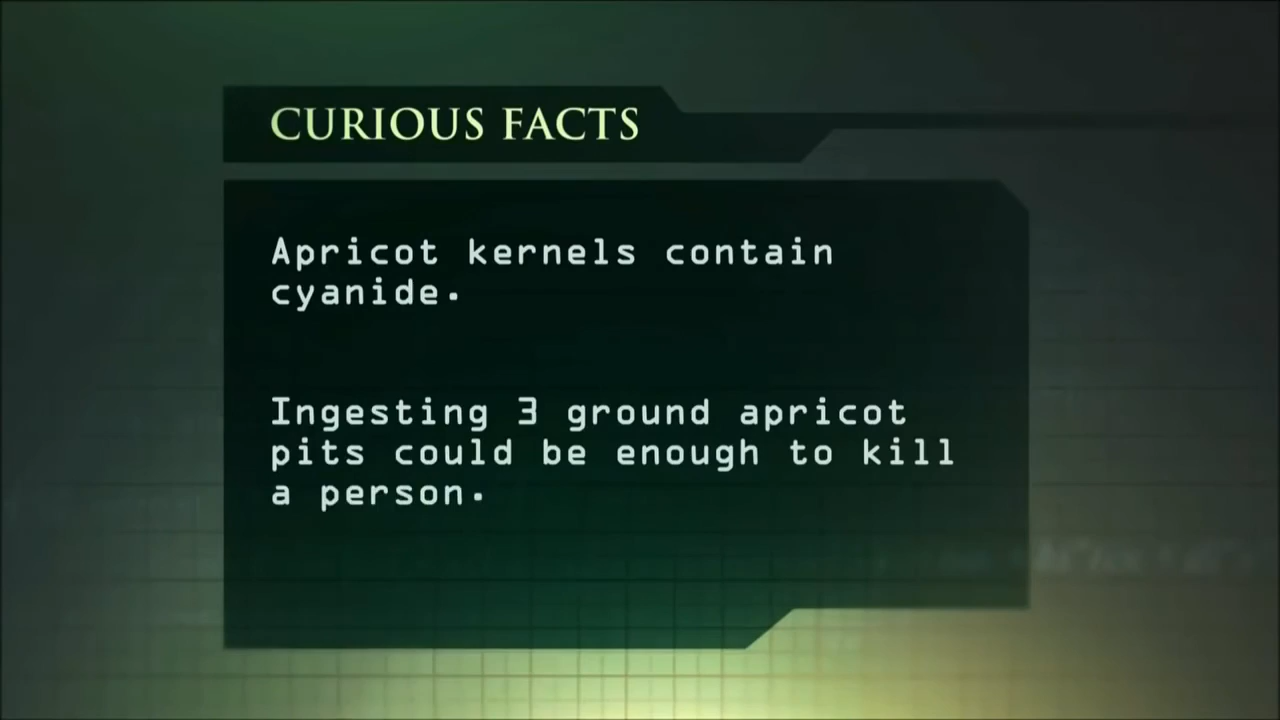 CURIOUS FACTS
Apricot kernels contain
cyanide.
Ingesting 3 ground apricot
pits could be enough to kill
a person.